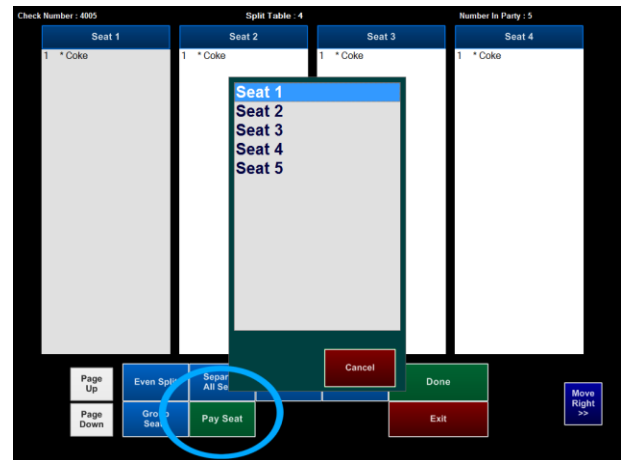 Check Number : 4005 Split Table : 4 Number In Party : 5
Seat 1 Seat 2 Seat 3 Seat 4
1 * Coke 1 * Coke 1 * Coke 1 * Coke
Seat 1
Seat 2
Seat 3
Seat 4
Seat 5
Cancel
Page
Up
Even Split
All
Done
Move
Right
>>
Page
Down
Pay Seat
Exit